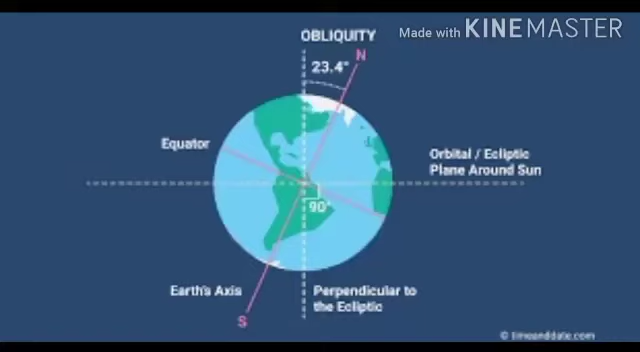 OBLIQUITY
Made with KINEMASTER
N
23.4°
Equator
Orbital / Ecliptic
Plane Around Sun
90°
Earth's Axis
Perpendicular to
the Ecliptic
S
© timeanddate.com